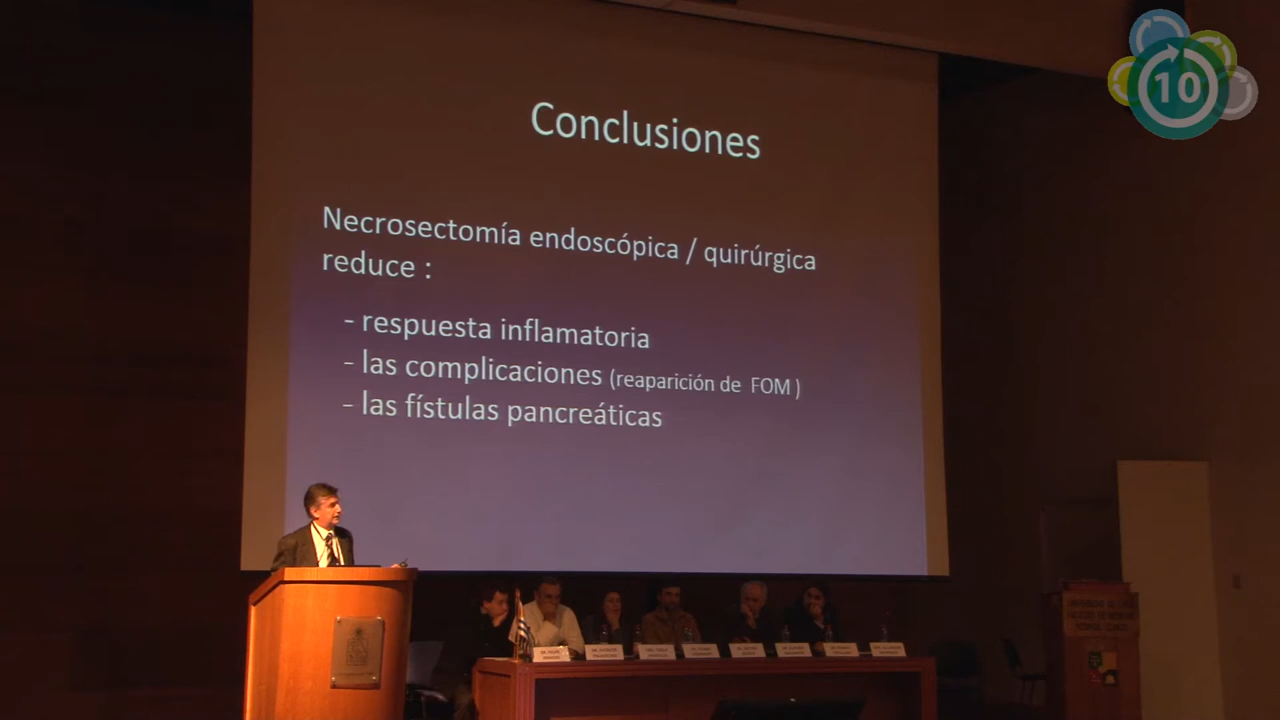 10
Conclusiones
Necrosectomía endoscópica / quirúrgica
reduce :
- respuesta inflamatoria
- las complicaciones (reaparición de FOM )
- las fístulas pancreáticas